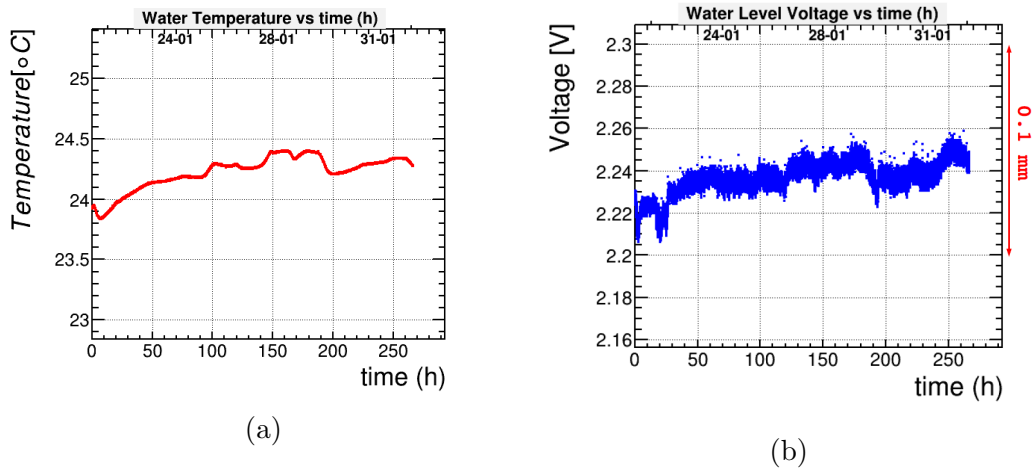 Water Temperature vs time (h)
24-01 28-01 31-01
Temperature[∘C]
25
24.5
24
23.5
23
0 50 100 150 200 250
time (h)
(a)
Water Level Voltage vs time (h)
24-01 28-01 31-01
Voltage [V]
2.3
2.28
2.26
2.24
2.22
2.2
2.18
2.16
0 50 100 150 200 250
time (h)
0.1 mm
(b)